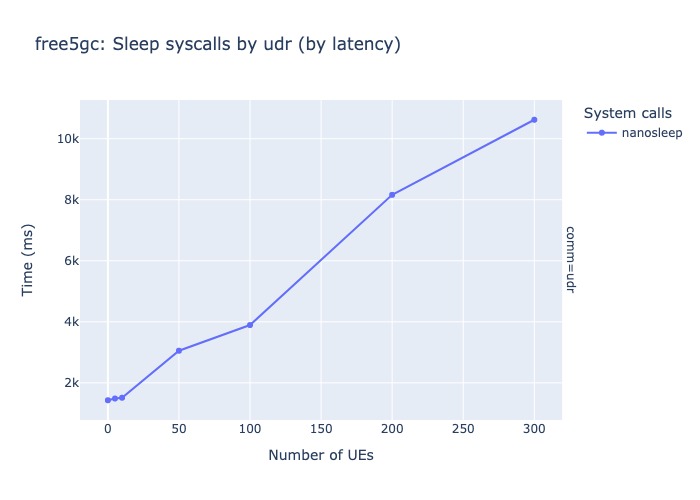 free5gc: Sleep syscalls by udr (by latency)
System calls
nanosleep
10k
8k
6k
4k
2k
Time (ms)
comm=udr
0 50 100 150 200 250 300
Number of UEs